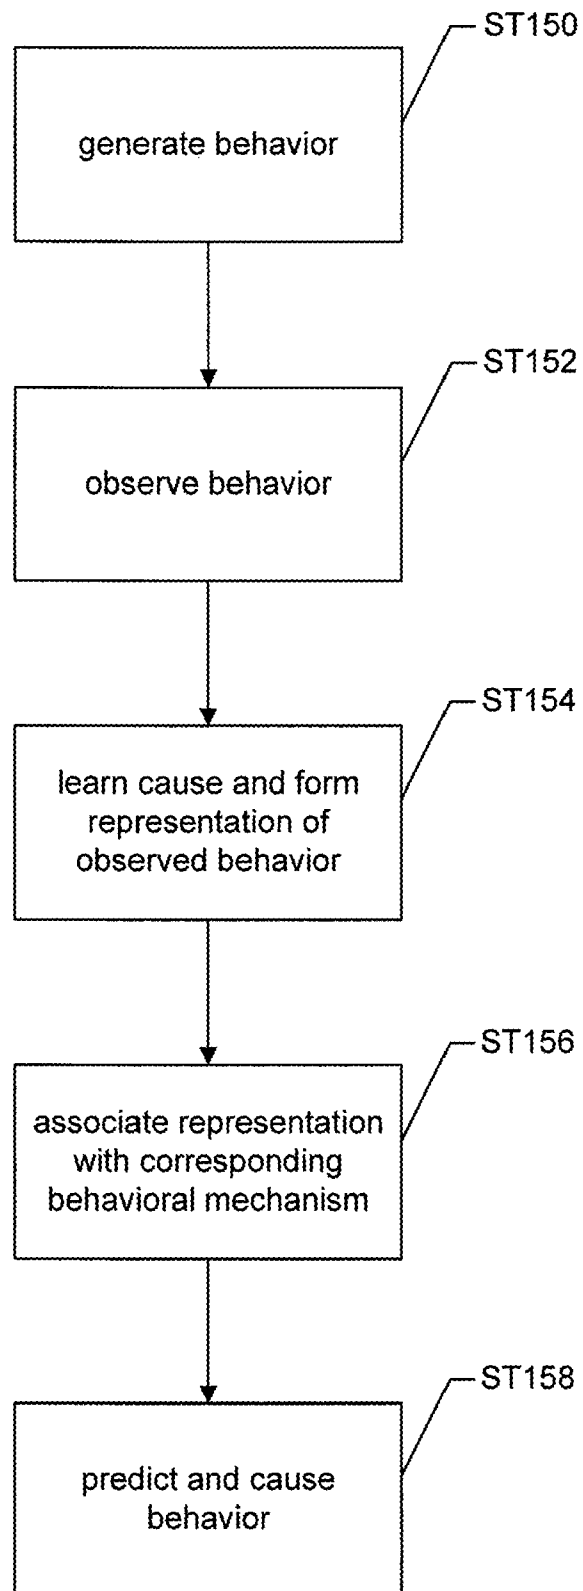 ST150
generate behavior
ST152
observe behavior
ST154
learn cause and form
representation of
observed behavior
ST156
associate representation
with corresponding
behavioral mechanism
ST158
predict and cause
behavior